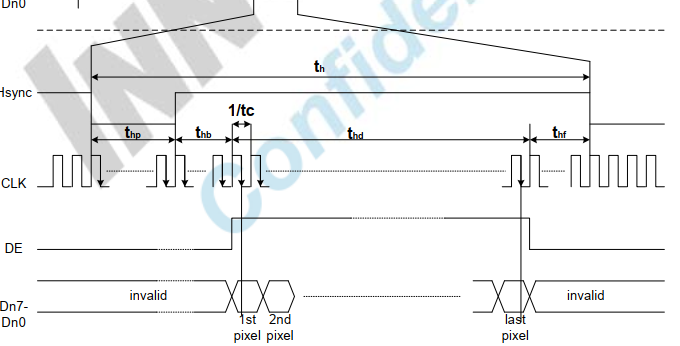 Dn0
th
Hsync
1/tc
thp
thb
thd
thf
CLK
DE
invalid
invalid
Dn7-
Dn0
1st
pixel
2nd
pixel
last
pixel